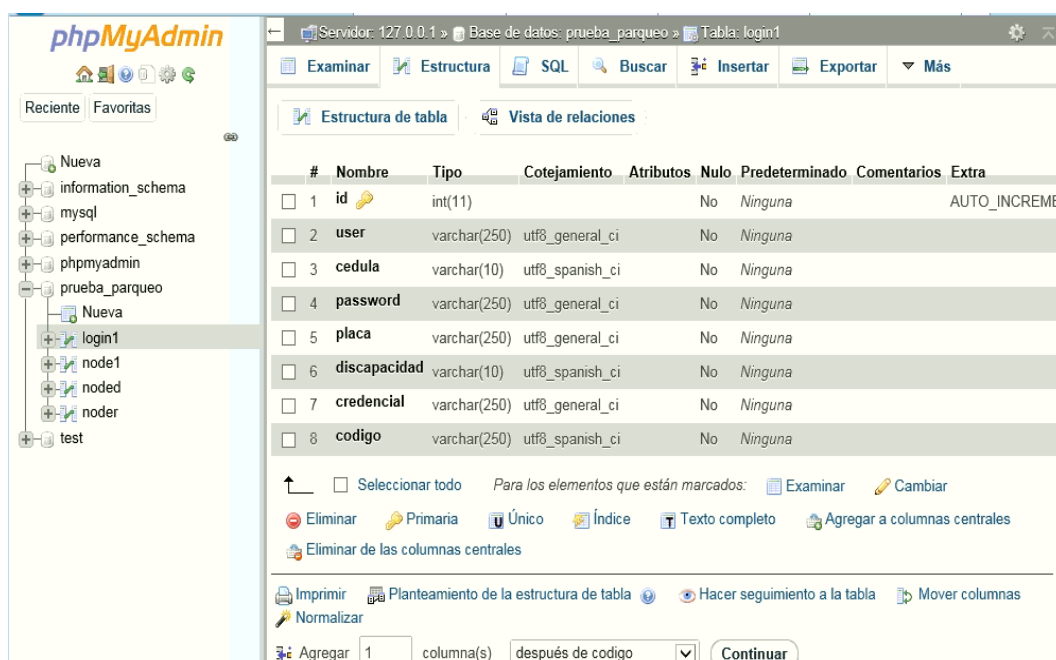 phpMyAdmin
Reciente Favoritas
Nueva
information_schema
mysql
performance_schema
phpmyadmin
prueba_parqueo
Nueva
login1
node1
noded
noder
test
Servidor: 127.0.0.1 » Base de datos: prueba_parqueo » Tabla: login1
Examinar Estructura SQL Buscar Insertar Exportar Más
Estructura de tabla Vista de relaciones
# Nombre Tipo Cotejamiento Atributos Nulo Predeterminado Comentarios Extra
1 id int(11) No Ninguna AUTO_INCREME
2 user varchar(250) utf8_general_ci No Ninguna
3 cedula varchar(10) utf8_spanish_ci No Ninguna
4 password varchar(250) utf8_general_ci No Ninguna
5 placa varchar(250) utf8_general_ci No Ninguna
6 discapacidad varchar(10) utf8_spanish_ci No Ninguna
7 credencial varchar(250) utf8_general_ci No Ninguna
8 codigo varchar(250) utf8_spanish_ci No Ninguna
Seleccionar todo Para los elementos que están marcados: Examinar Cambiar
Eliminar Primaria Único Índice Texto completo Agregar a columnas centrales
Eliminar de las columnas centrales
Imprimir Planteamiento de la estructura de tabla Hacer seguimiento a la tabla Mover columnas
Normalizar
Agregar 1 columna(s) después de codigo Continuar